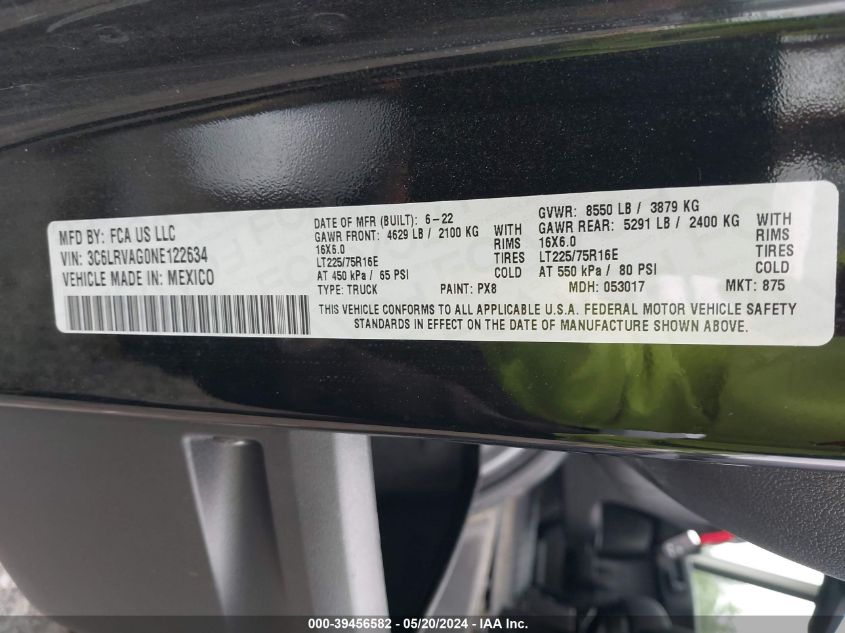 MFD BY: FCA US LLC
VIN: 3C6LRVAG0NE122634
VEHICLE MADE IN: MEXICO
DATE OF MFR (BUILT): 6-22
GAWR FRONT: 4629 LB / 2100 KG WITH
16X6.0 RIMS
LT225/75R16E TIRES
AT 450 kPa / 65 PSI COLD
TYPE: TRUCK PAINT: PX8
GVWR: 8550 LB / 3879 KG
GAWR REAR: 5291 LB / 2400 KG WITH
16X6.0 RIMS
LT225/75R16E TIRES
AT 550 kPa / 80 PSI COLD
MDH: 053017 MKT: 875
THIS VEHICLE CONFORMS TO ALL APPLICABLE U.S.A. FEDERAL MOTOR VEHICLE SAFETY
STANDARDS IN EFFECT ON THE DATE OF MANUFACTURE SHOWN ABOVE.
000-39456582 - 05/20/2024 - IAA Inc.